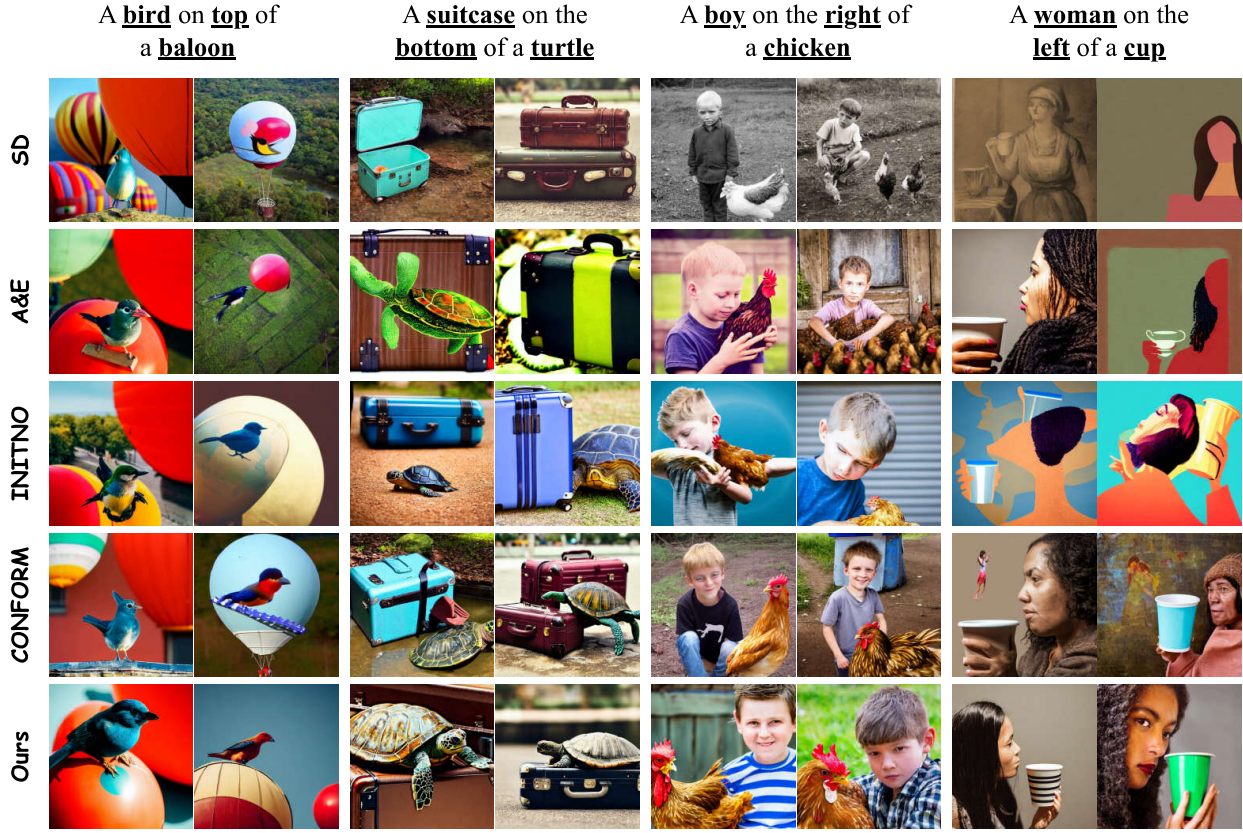 A bird on top of
a baloon
A suitcase on the
bottom of a turtle
A boy on the right of
a chicken
A woman on the
left of a cup
SD
A&E
INITNO
CONFORM
Ours